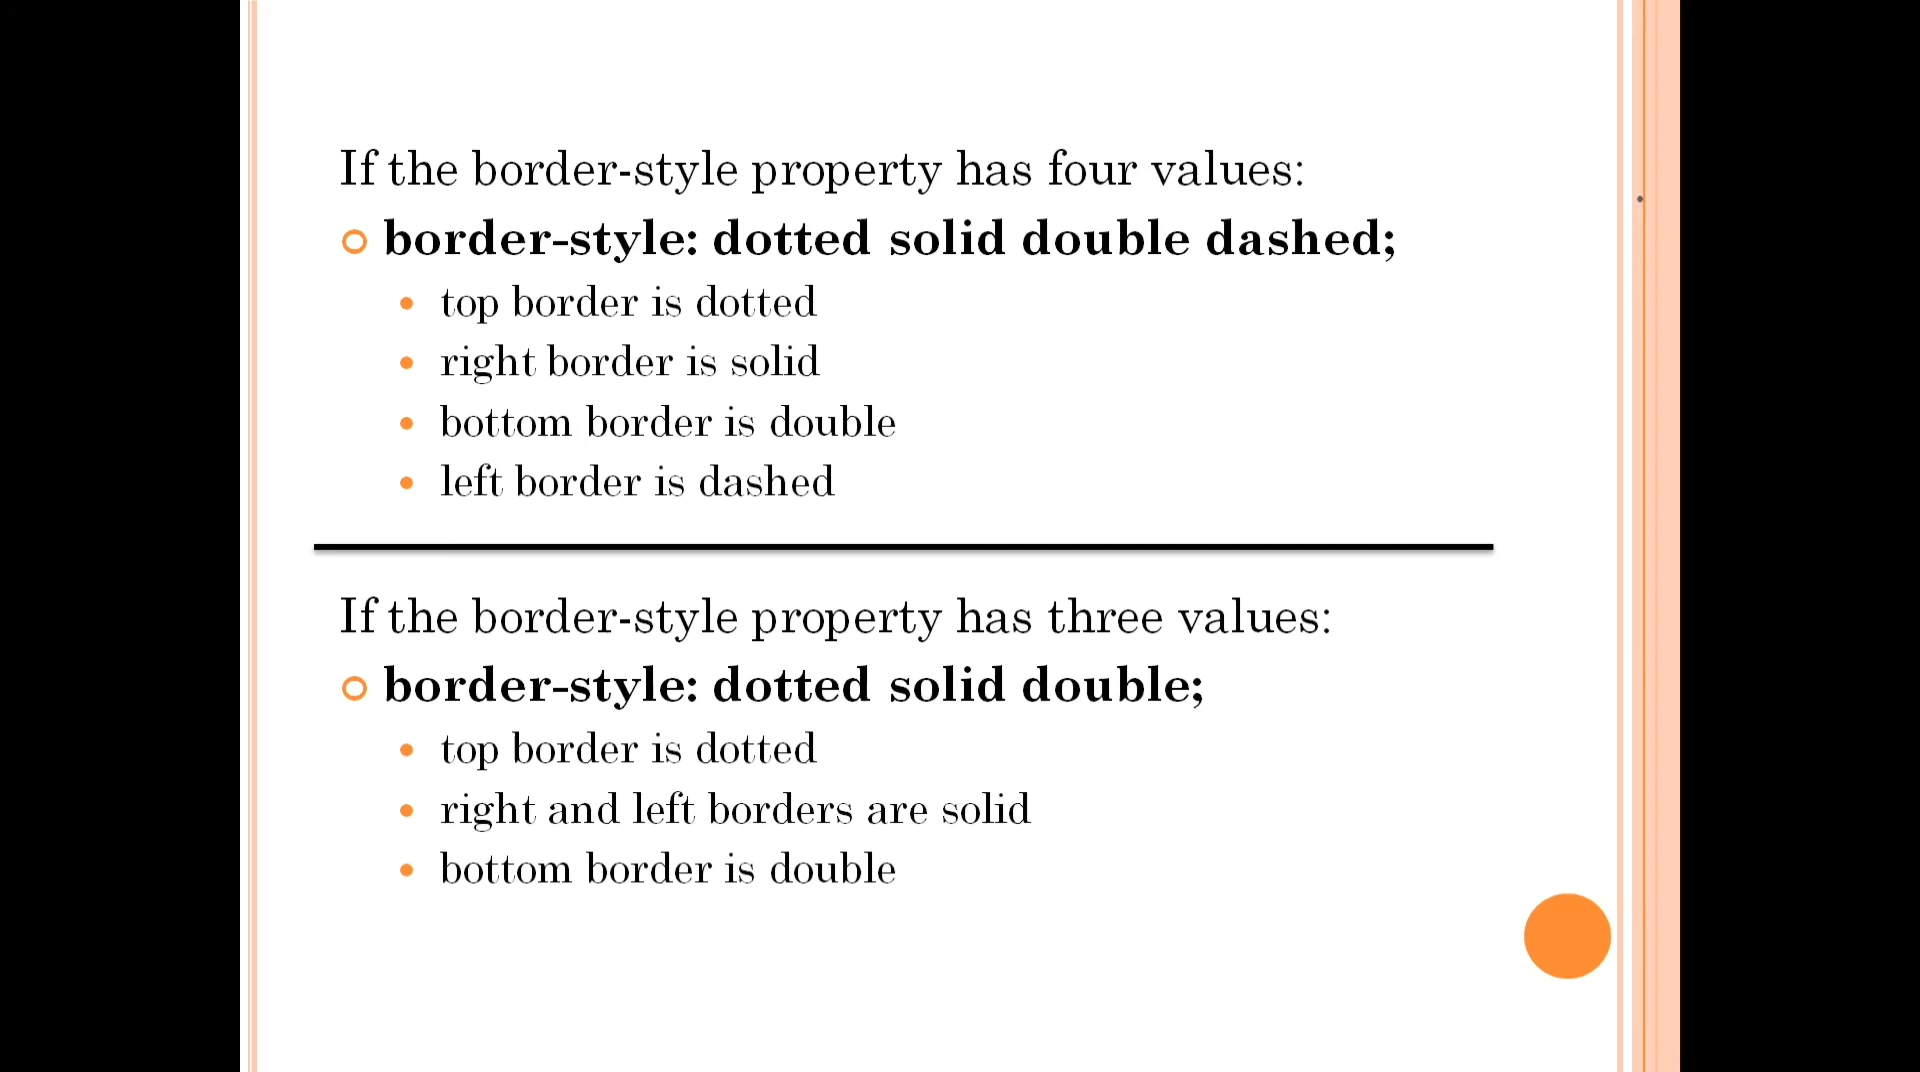 If the border-style property has four values:
border-style: dotted solid double dashed;
top border is dotted
right border is solid
bottom border is double
left border is dashed
If the border-style property has three values:
border-style: dotted solid double;
top border is dotted
right and left borders are solid
bottom border is double